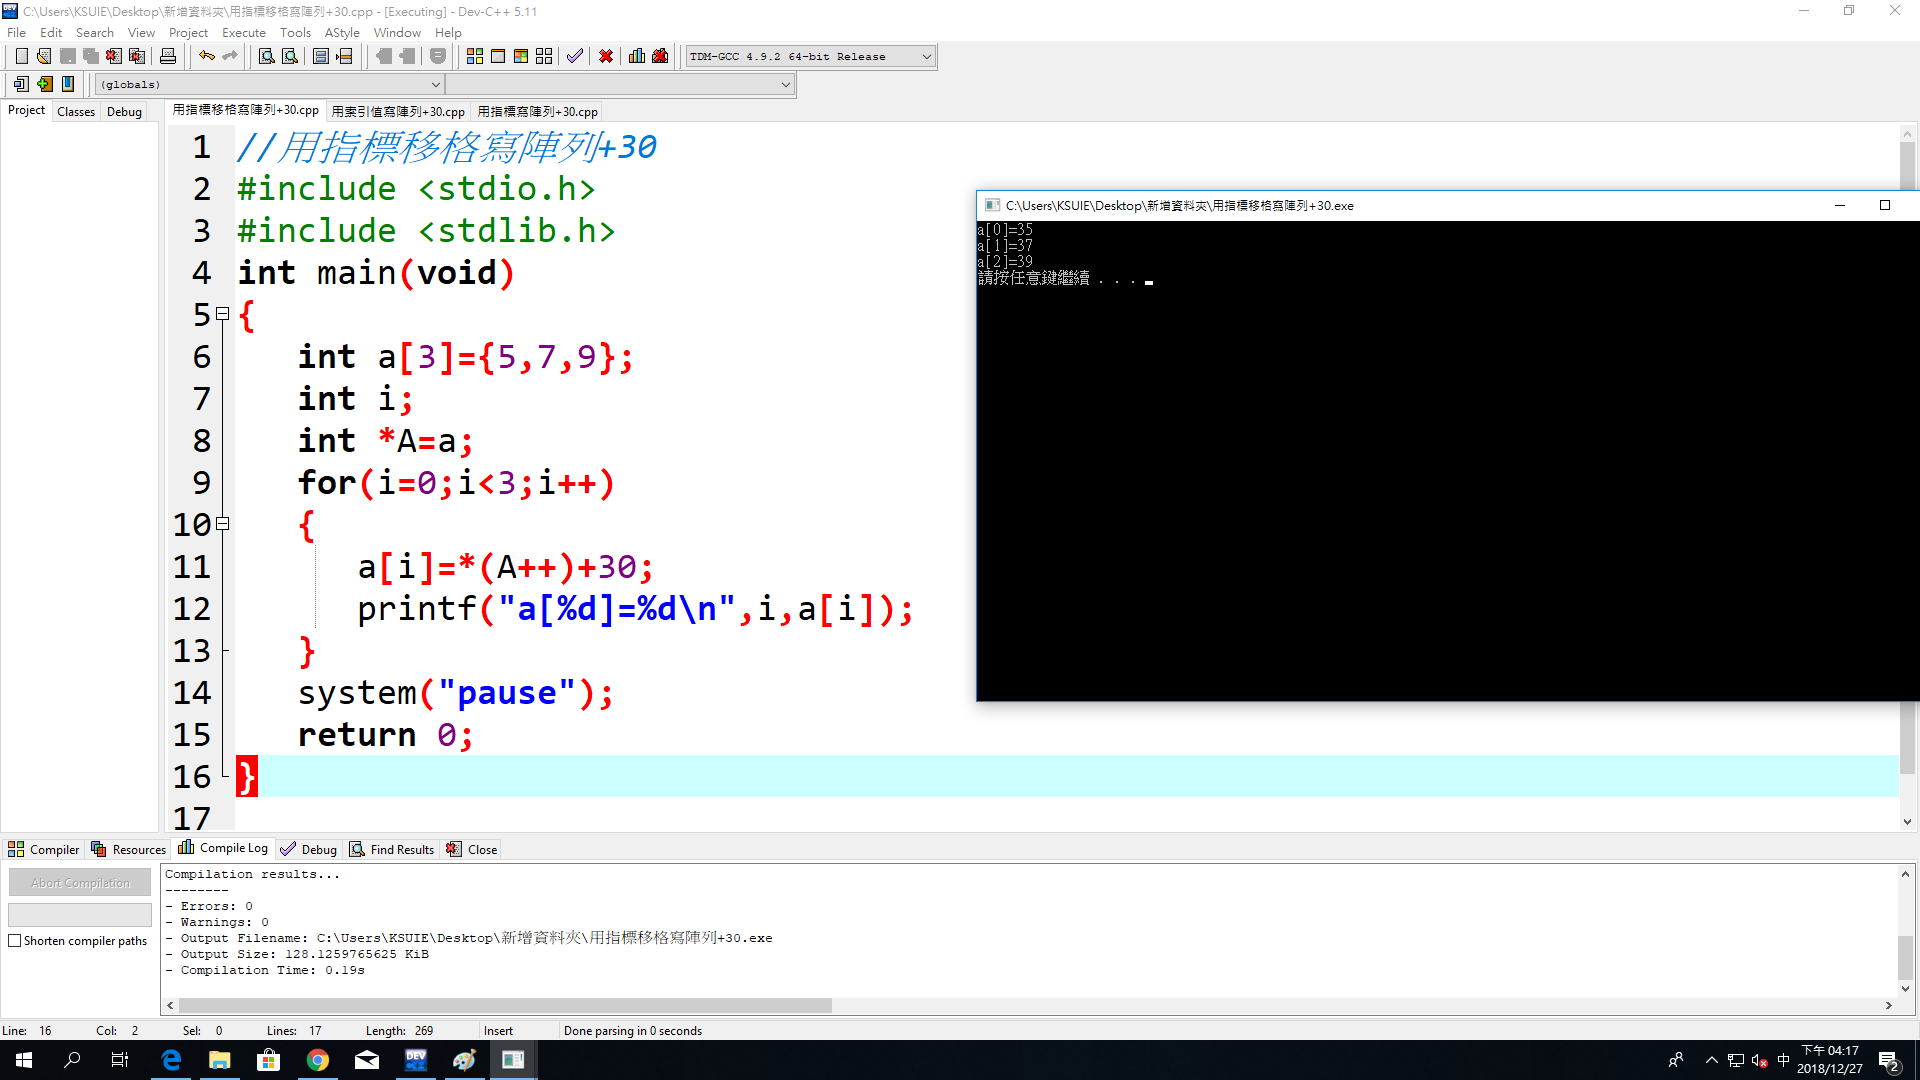 C:\Users\KSUIE\Desktop\新增資料夾\用指標移格寫陣列+30.cpp - [Executing] - Dev-C++ 5.11
File Edit Search View Project Execute Tools AStyle Window Help
TDM-GCC 4.9.2 64-bit Release
(globals)
Project Classes Debug
用指標移格寫陣列+30.cpp 用索引值寫陣列+30.cpp 用指標寫陣列+30.cpp
1 //用指標移格寫陣列+30
2 #include <stdio.h>
3 #include <stdlib.h>
4 int main(void)
5 {
6 int a[3]={5,7,9};
7 int i;
8 int *A=a;
9 for(i=0;i<3;i++)
10 {
11 a[i]=*(A++)+30;
12 printf("a[%d]=%d\n",i,a[i]);
13 }
14 system("pause");
15 return 0;
16 }
17
C:\Users\KSUIE\Desktop\新增資料夾\用指標移格寫陣列+30.exe
a[0]=35
a[1]=37
a[2]=39
請按任意鍵繼續 . . .
Compiler Resources Compile Log Debug Find Results Close
Abort Compilation
Shorten compiler paths
Compilation results...
--------
- Errors: 0
- Warnings: 0
- Output Filename: C:\Users\KSUIE\Desktop\新增資料夾\用指標移格寫陣列+30.exe
- Output Size: 128.1259765625 KiB
- Compilation Time: 0.19s
Line: 16 Col: 2 Sel: 0 Lines: 17 Length: 269 Insert Done parsing in 0 seconds
DEV
中
下午 04:17
2018/12/27
2